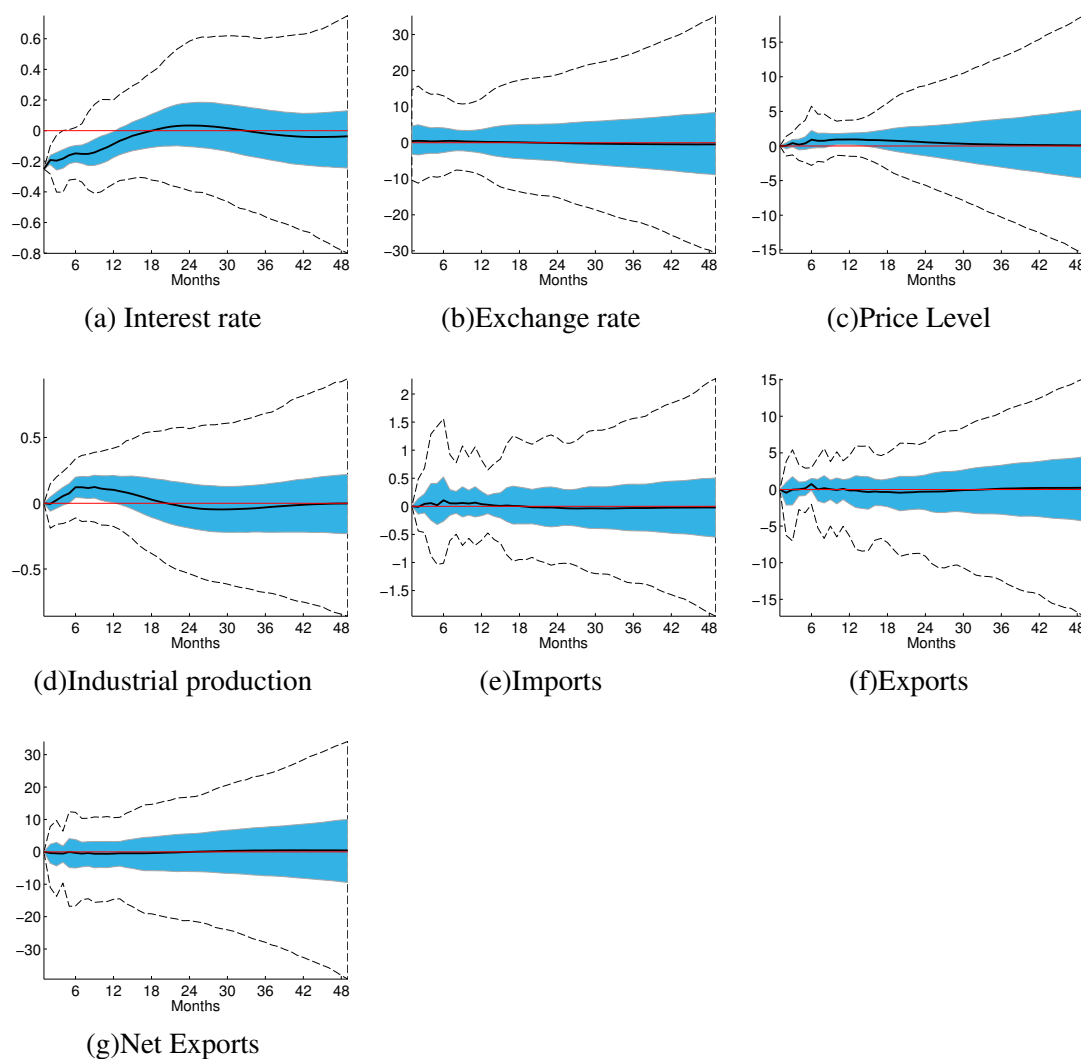 0.6
0.4
0.2
0
−0.2
−0.4
−0.6
−0.8
6 12 18 24 30 36 42 48
Months
(a) Interest rate
30
20
10
0
−10
−20
−30
6 12 18 24 30 36 42 48
Months
(b)Exchange rate
15
10
5
0
−5
−10
−15
6 12 18 24 30 36 42 48
Months
(c)Price Level
0.5
0
−0.5
6 12 18 24 30 36 42 48
Months
(d)Industrial production
2
1.5
1
0.5
0
−0.5
−1
−1.5
6 12 18 24 30 36 42 48
Months
(e)Imports
15
10
5
0
−5
−10
−15
6 12 18 24 30 36 42 48
Months
(f)Exports
30
20
10
0
−10
−20
−30
6 12 18 24 30 36 42 48
Months
(g)Net Exports